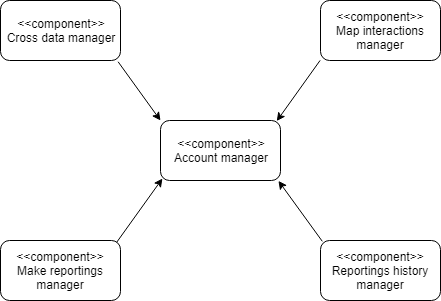 <<component>>
Cross data manager
<<component>>
Map interactions
manager
<<component>>
Account manager
<<component>>
Make reportings
manager
<<component>>
Reportings history
manager